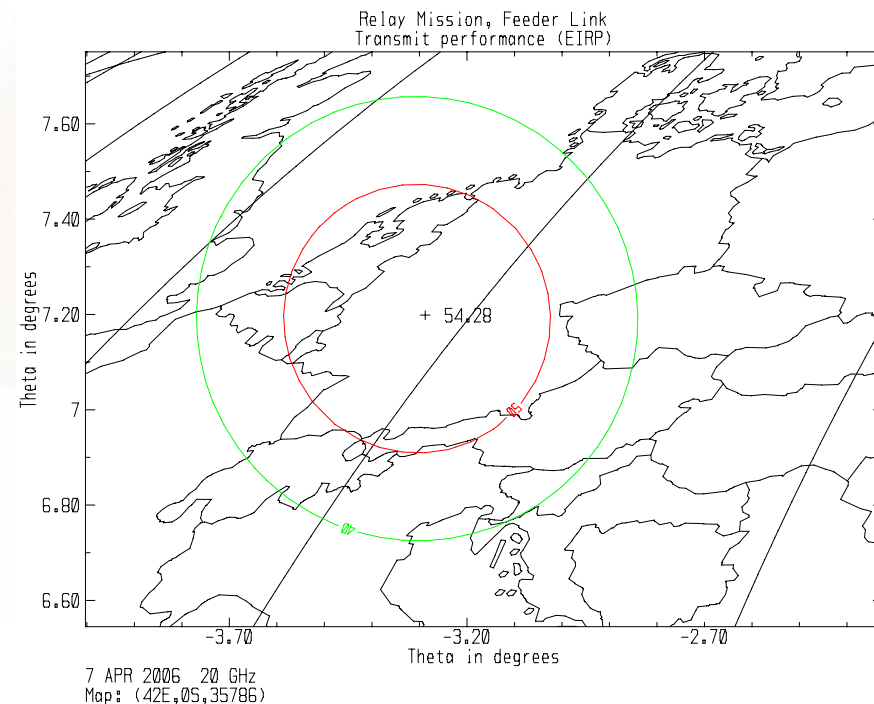 Relay Mission, Feeder Link
Transmit performance (EIRP)
7.60
7.40
7.20
7
6.80
6.60
Theta in degrees
54.28
50
40
-3.70
-3.20
-2.70
Theta in degrees
7 APR 2006 20 GHz
Map: (42E,0S,35786)